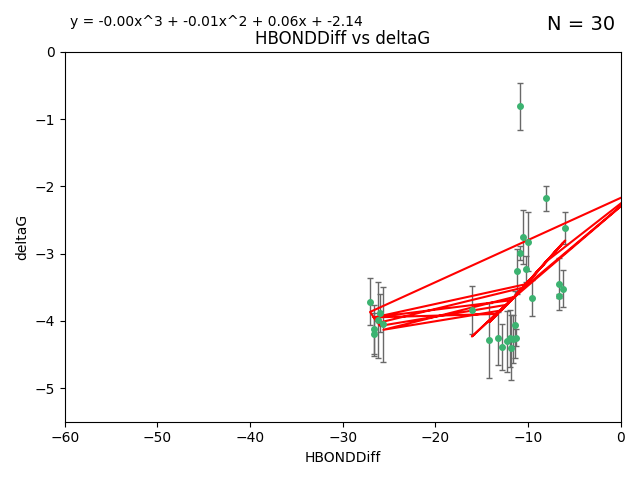 y = -0.00x^3 + -0.01x^2 + 0.06x + -2.14
N = 30
HBONDDiff vs deltaG
0
−1
−2
−3
−4
−5
deltaG
−60
−50
−40
−30
−20
−10
0
HBONDDiff